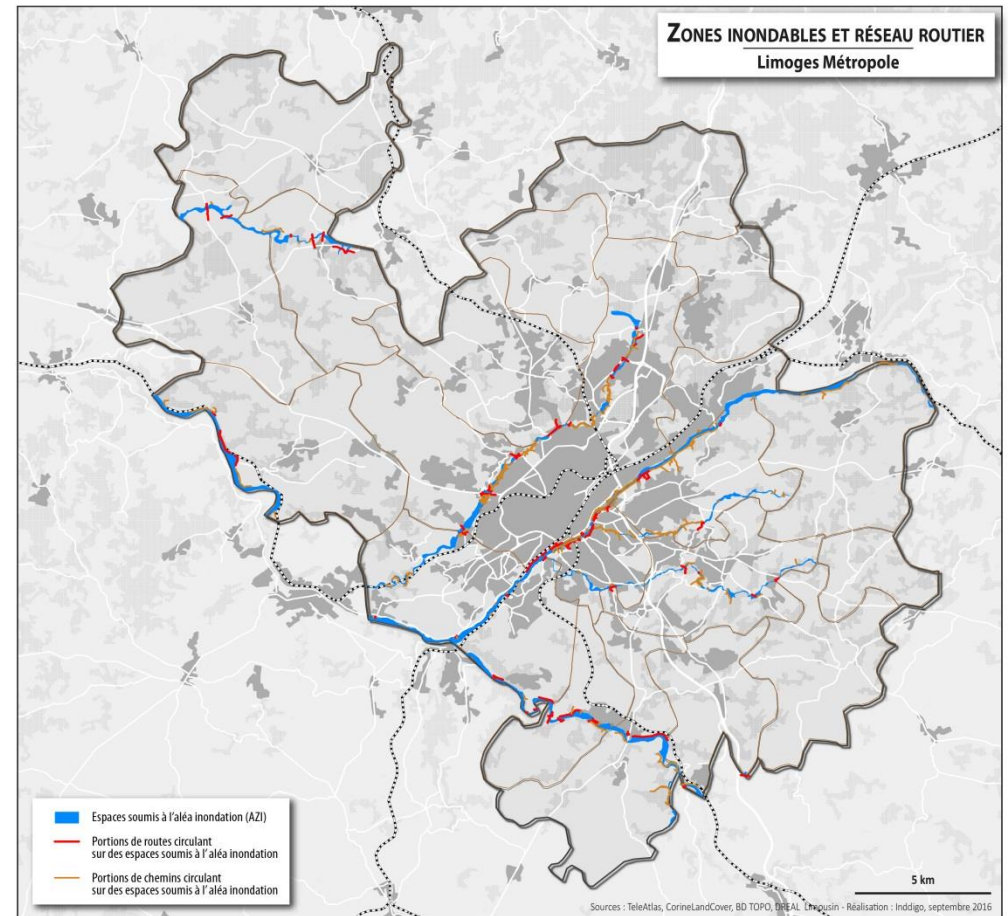 ZONES INONDABLES ET RÉSEAU ROUTIER
Limoges Métropole
Espaces soumis à l'aléa inondation (AZI)
Portions de routes circulant
sur des espaces soumis à l' aléa inondation
Portions de chemins circulant
sur des espaces soumis à l' aléa inondation
5 km
Sources : TeleAtlas, CorineLandCover, BD TOPO, DREAL Limousin - Réalisation : Inddigo, septembre 2016